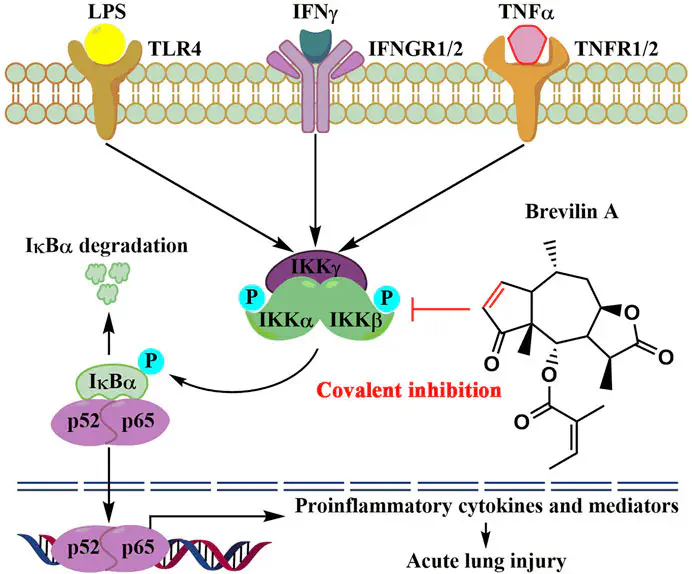 LPS
IFNγ
TNFα
TLR4
IFNGR1/2
TNFR1/2
Brevilin A
IκBα degradation
IKKγ
P
P
IKKα
IKKβ
P
IκBα
Covalent inhibition
p52
p65
O
O
O
O
O
Proinflammatory cytokines and mediators
p52
p65
Acute lung injury